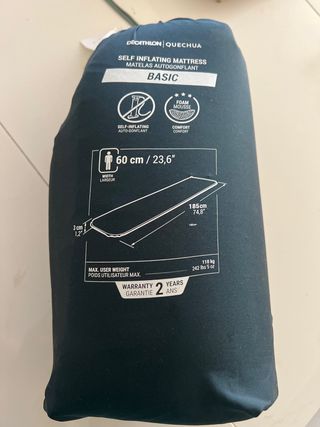 DECATHLON | QUECHUA
SELF INFLATING MATTRESS
MATELAS AUTOGONFLANT
BASIC
SELF-INFLATING
AUTO-GONFLANT
FOAM
MOUSSE
COMFORT
CONFORT
60 cm / 23,6"
WIDTH
LARGEUR
185cm
74,8"
3 cm
1,2"
MAX. USER WEIGHT
POIDS UTILISATEUR MAX.
110 kg
242 lbs 5 oz
WARRANTY
GARANTIE
2
YEARS
ANS